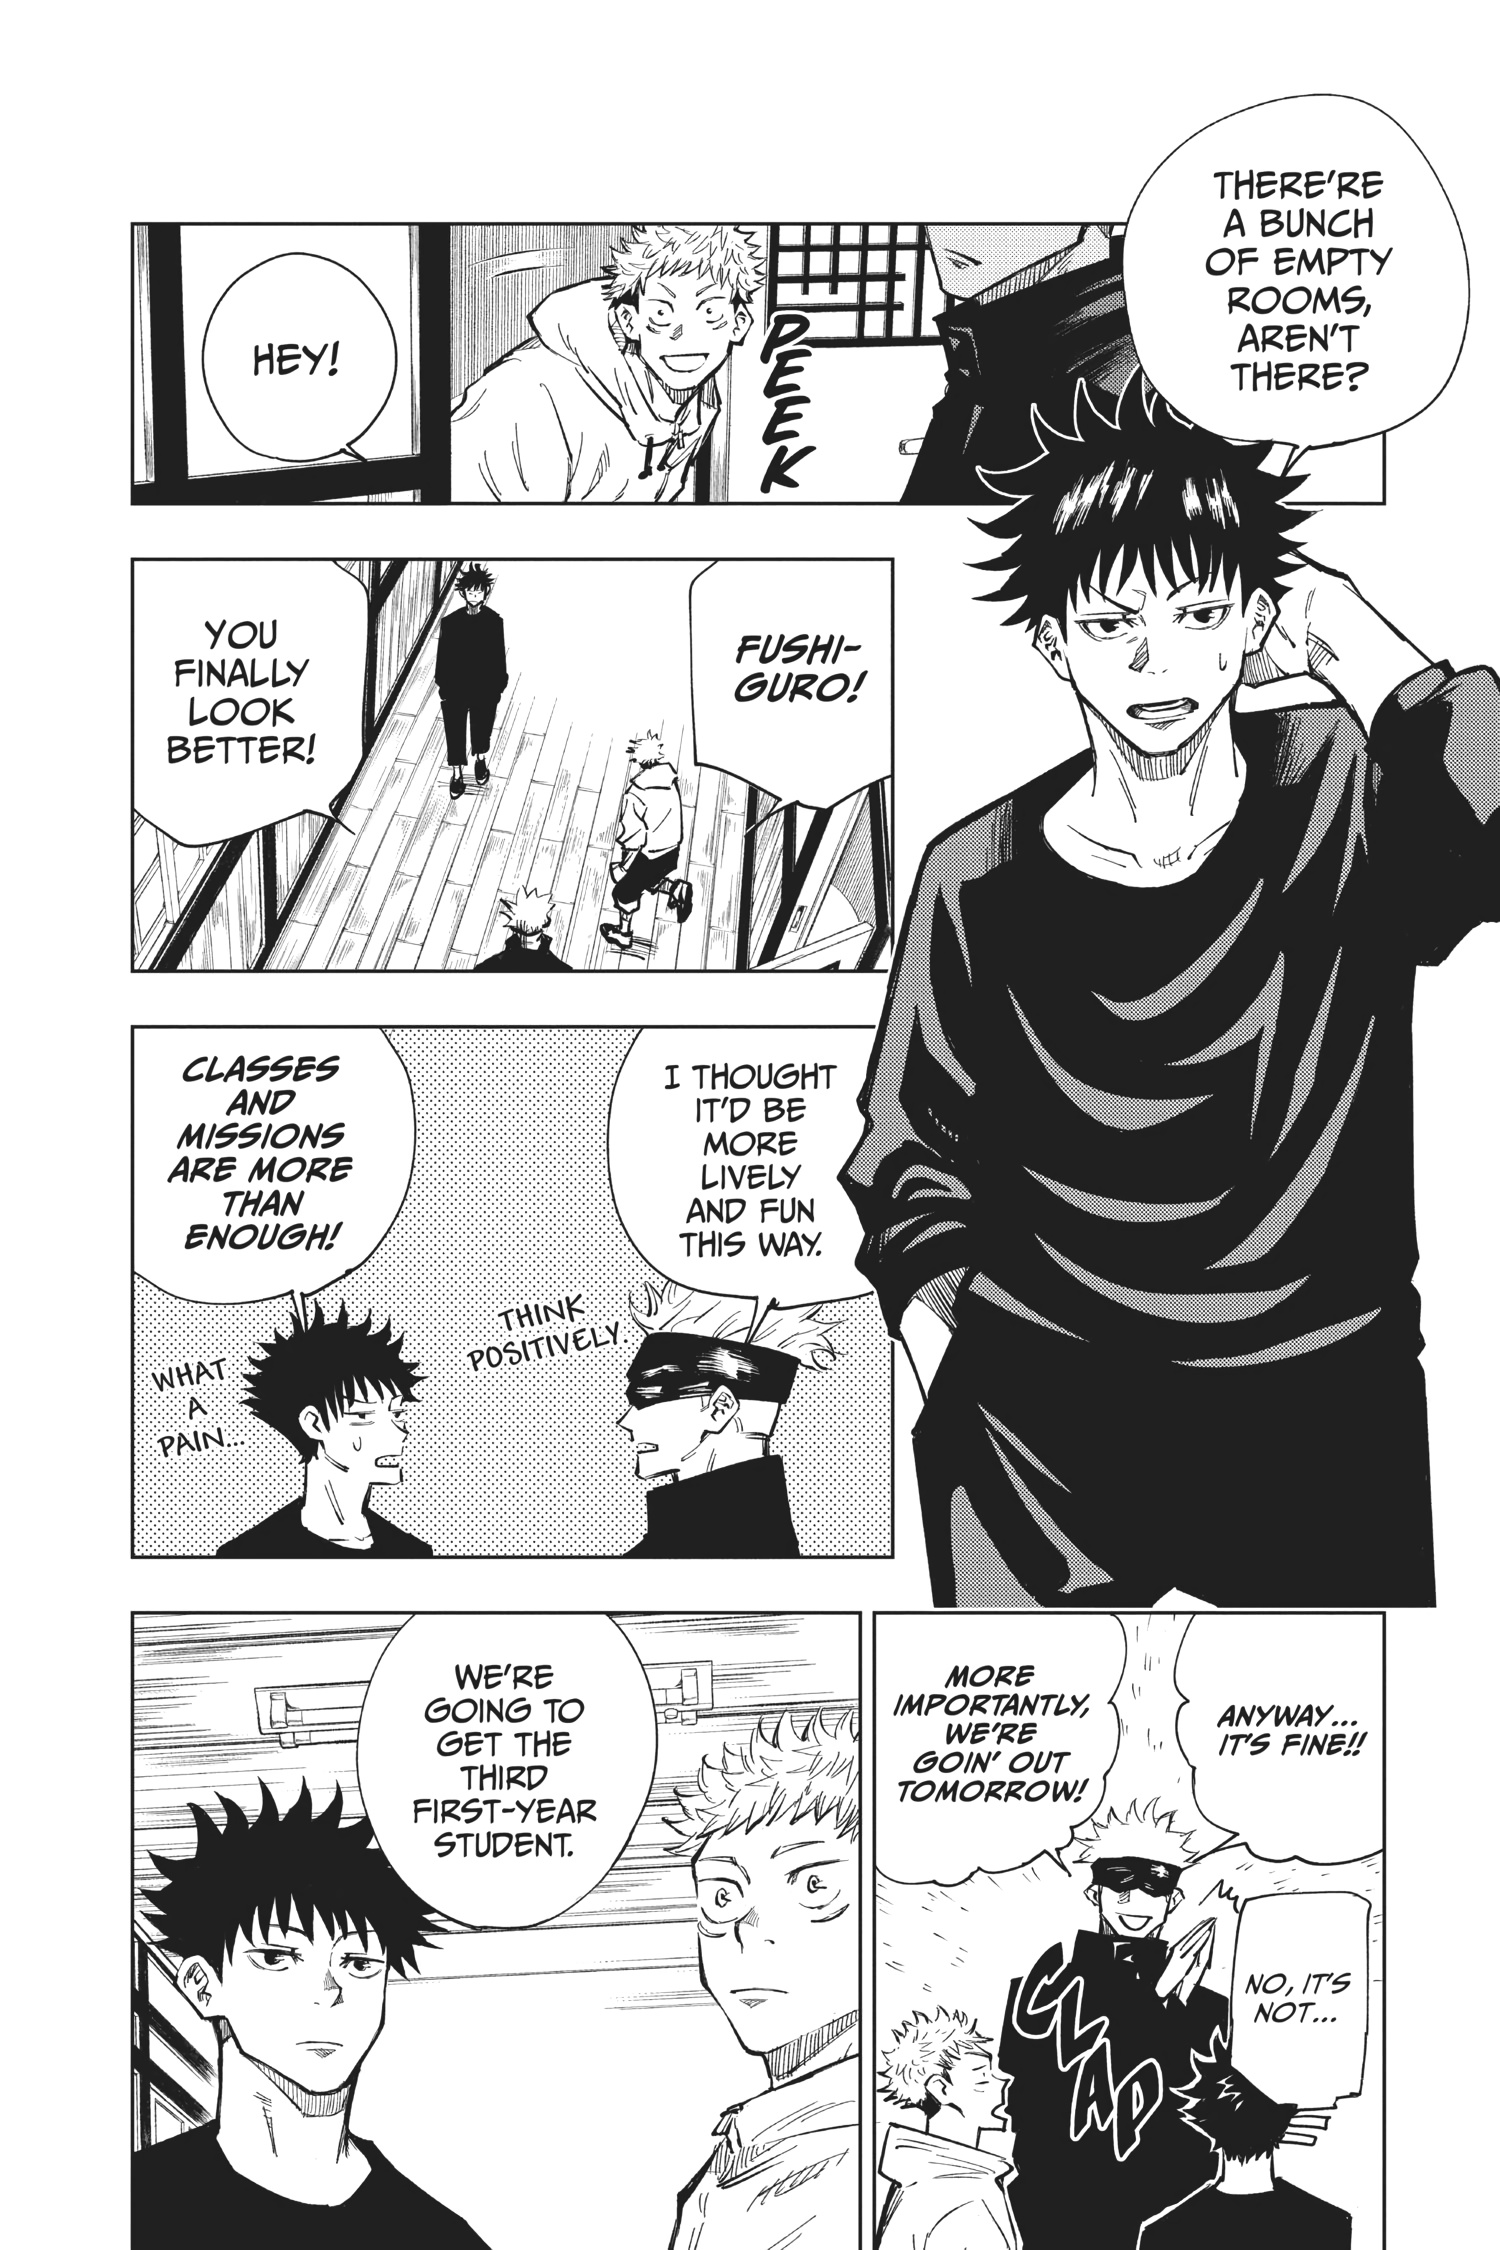 THERE'RE
A BUNCH
OF EMPTY
ROOMS,
AREN'T
THERE?
PEEK
HEY!
FUSHI-
GURO!
YOU
FINALLY
LOOK
BETTER!
I THOUGHT
IT'D BE
MORE
LIVELY
AND FUN
THIS WAY.
THINK
POSITIVELY.
CLASSES
AND
MISSIONS
ARE MORE
THAN
ENOUGH!
WHAT
A
PAIN...
ANYWAY...
IT'S FINE!!
MORE
IMPORTANTLY,
WE'RE
GOIN' OUT
TOMORROW!
NO, IT'S
NOT...
CLAP
WE'RE
GOING TO
GET THE
THIRD
FIRST-YEAR
STUDENT.